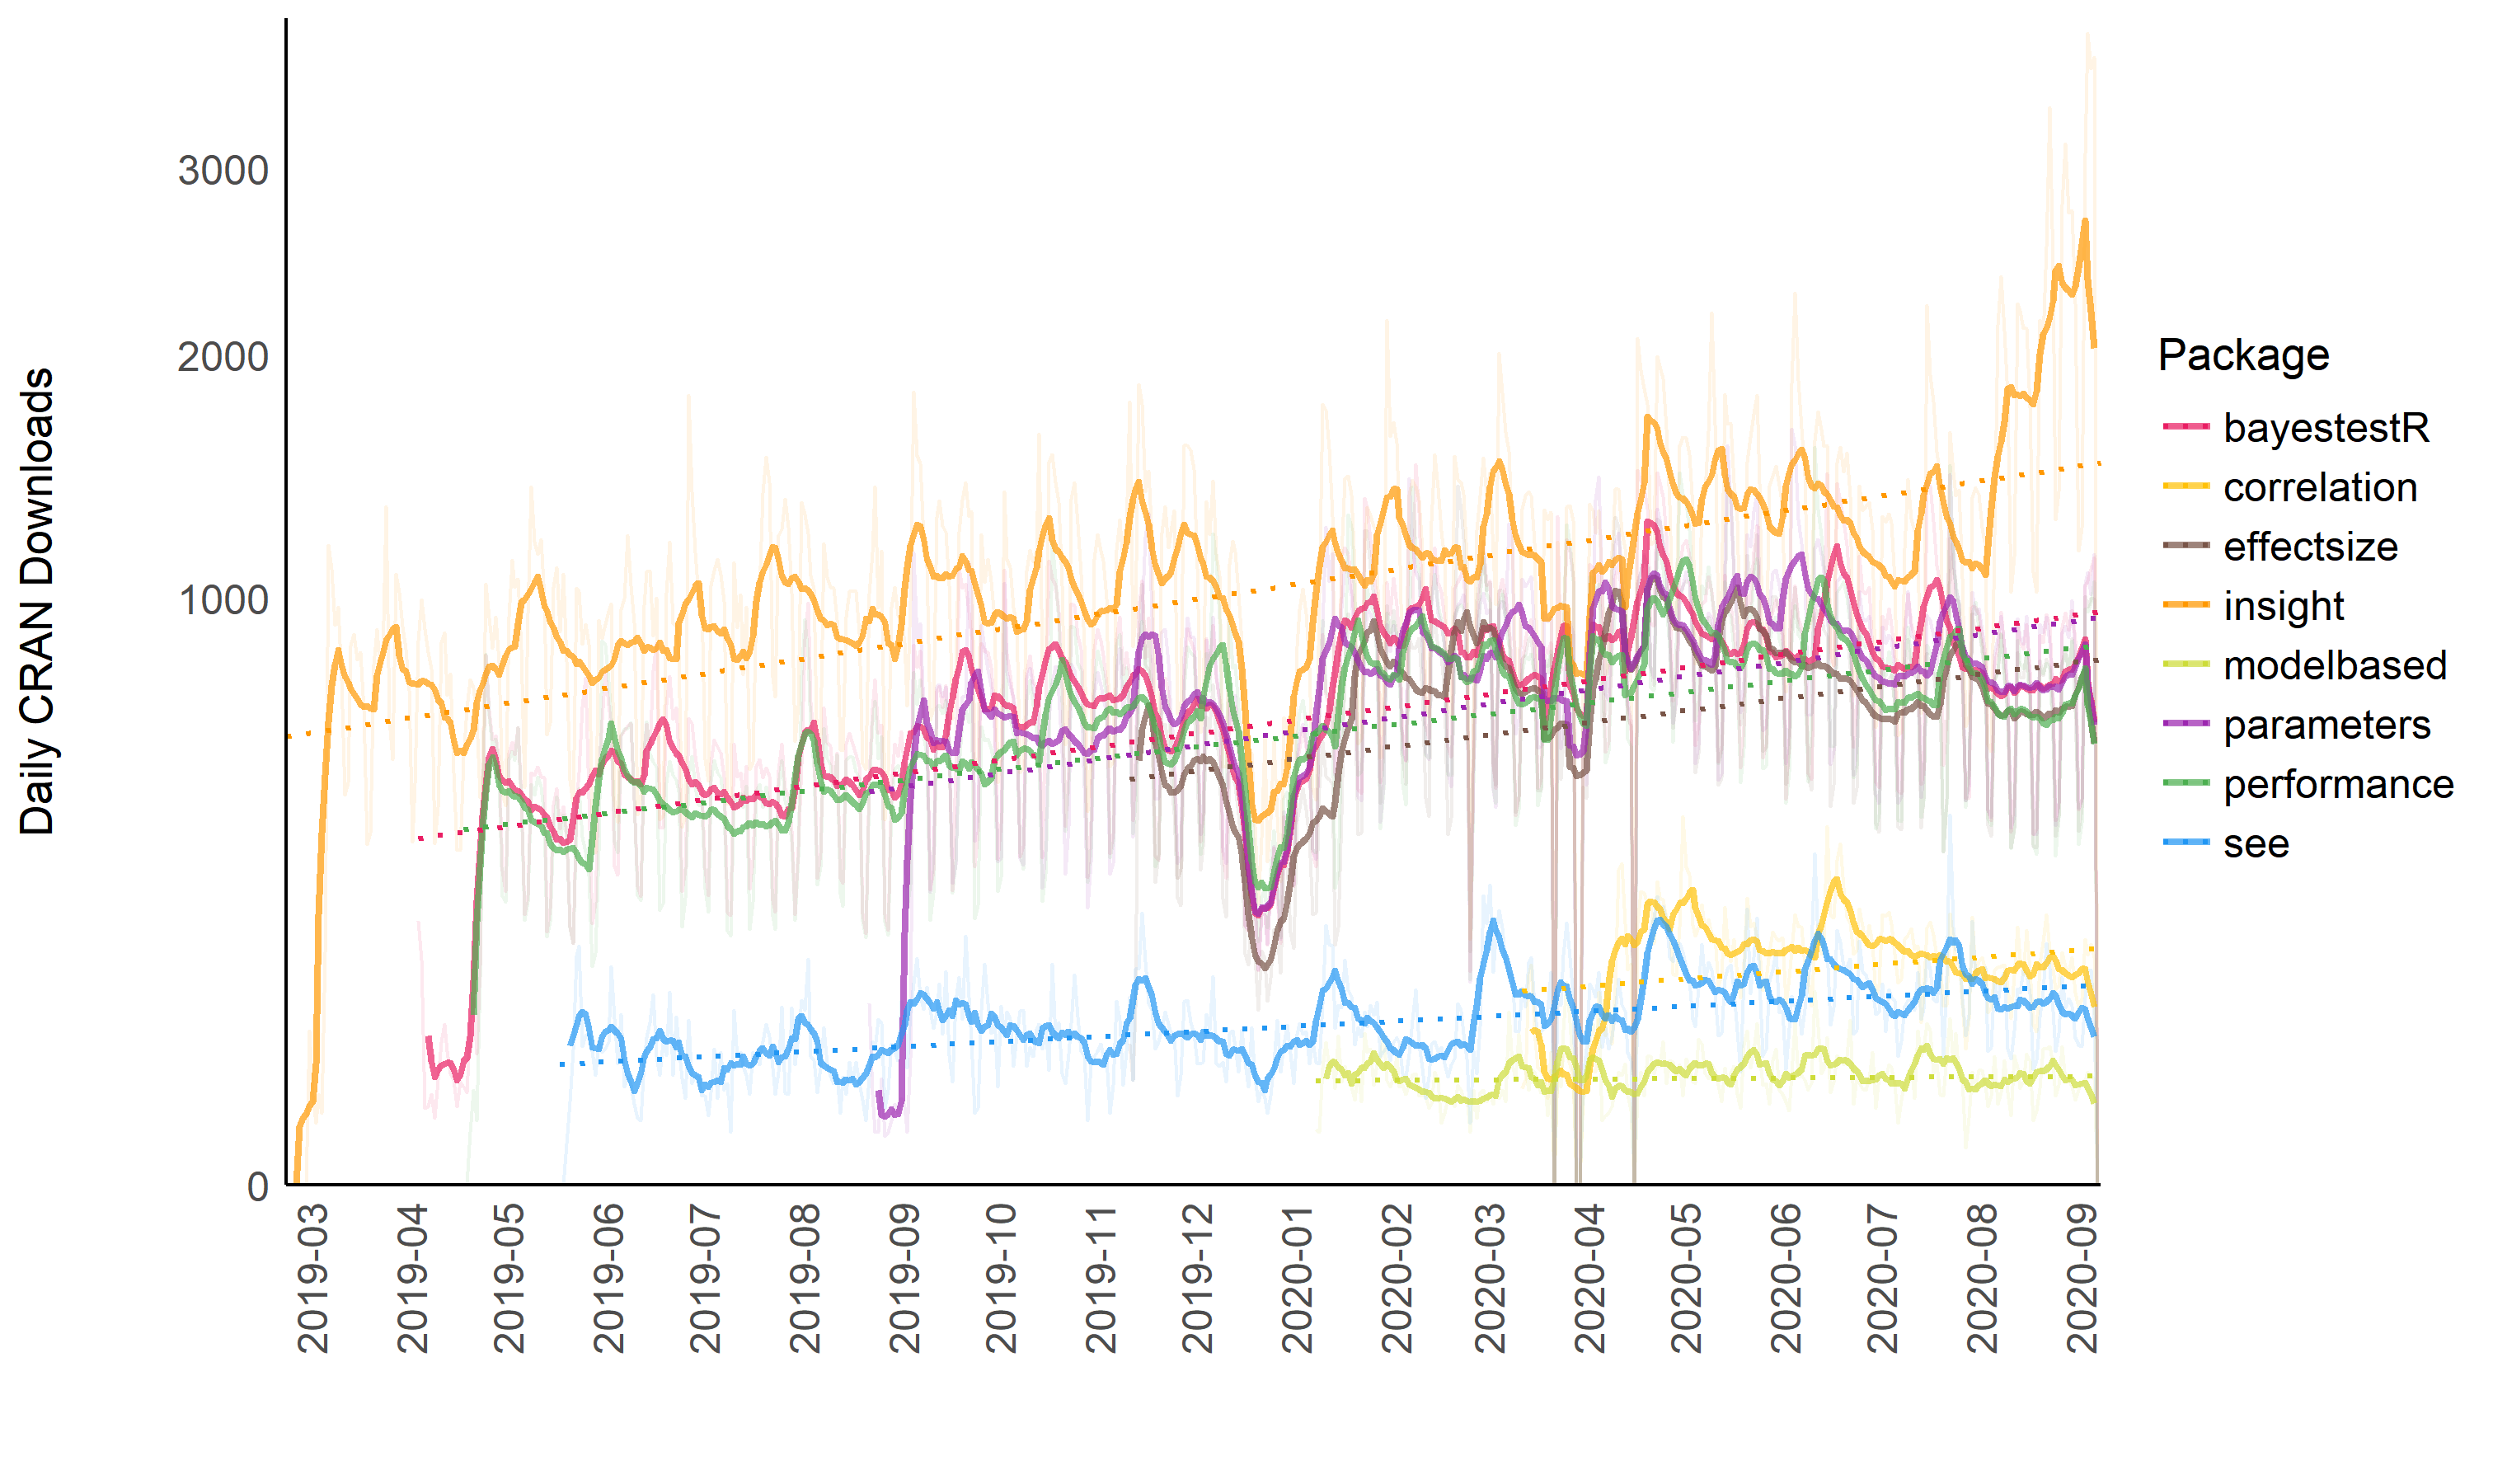 Daily CRAN Downloads
3000
2000
1000
0
2019-03
2019-04
2019-05
2019-06
2019-07
2019-08
2019-09
2019-10
2019-11
2019-12
2020-01
2020-02
2020-03
2020-04
2020-05
2020-06
2020-07
2020-08
2020-09
Package
bayestestR
correlation
effectsize
insight
modelbased
parameters
performance
see